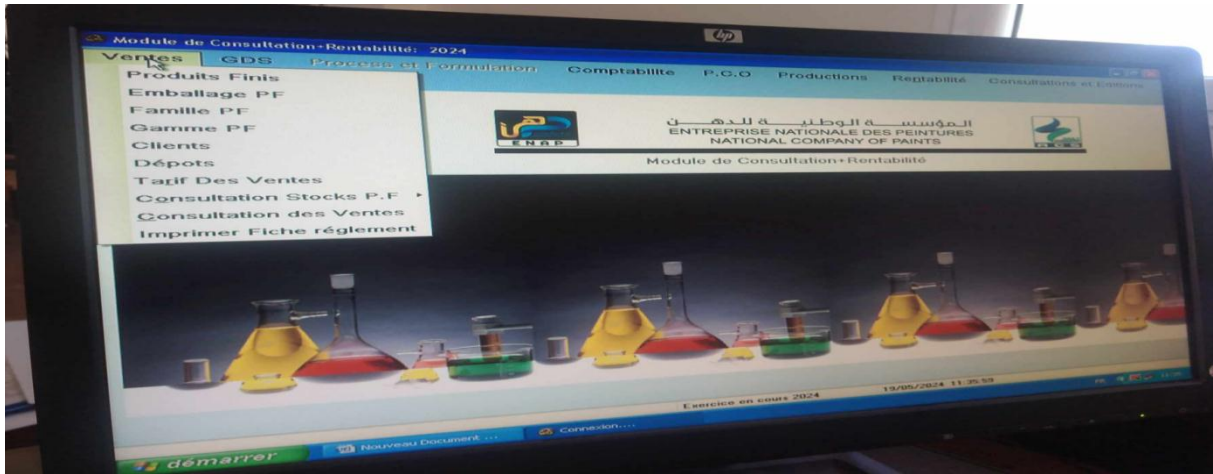 hp
Module de Consultation+Rentabilité: 2024
Ventes GDS Process et Formulation Comptabilite P.C.O Productions Rentabilité Consultations et Editions
Produits Finis
Emballage PF
Famille PF
Gamme PF
Clients
Dépots
Tarif Des Ventes
Consultation Stocks P.F
Consultation des Ventes
Imprimer Fiche réglement
ENAP
المؤسسة الوطنية للدهن
ENTREPRISE NATIONALE DES PEINTURES
NATIONAL COMPANY OF PAINTS
Module de Consultation+Rentabilité
Exercice en cours 2024
19/05/2024 11:35:59
démarrer
Nouveau Document ...
Connexion....
FR